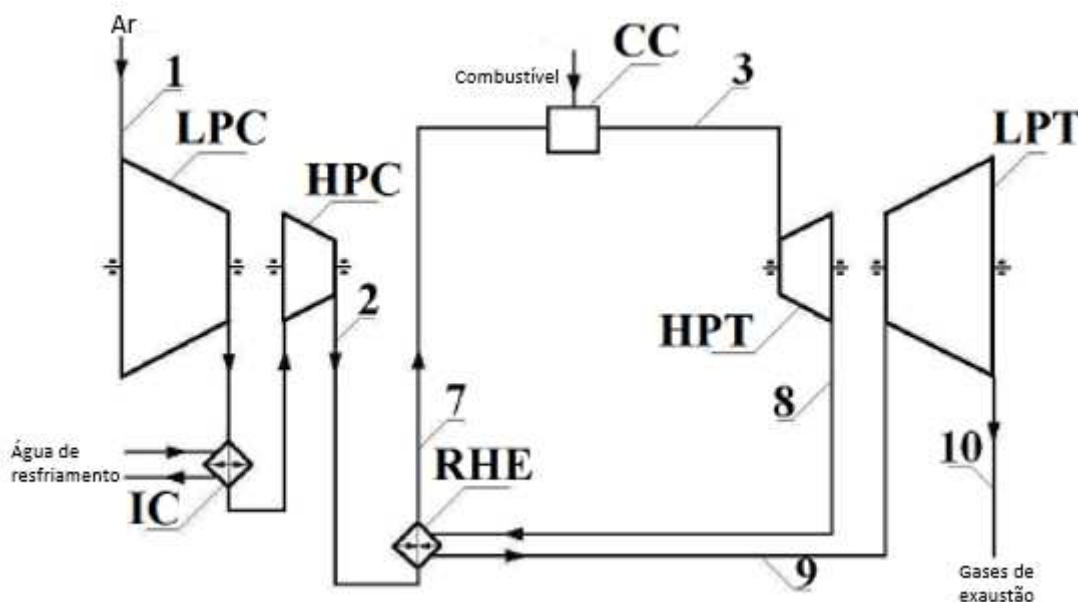 Ar
1
LPC
HPC
2
Combustível
CC
3
LPT
HPT
8
7
RHE
Água de
resfriamento
IC
9
10
Gases de
exaustão